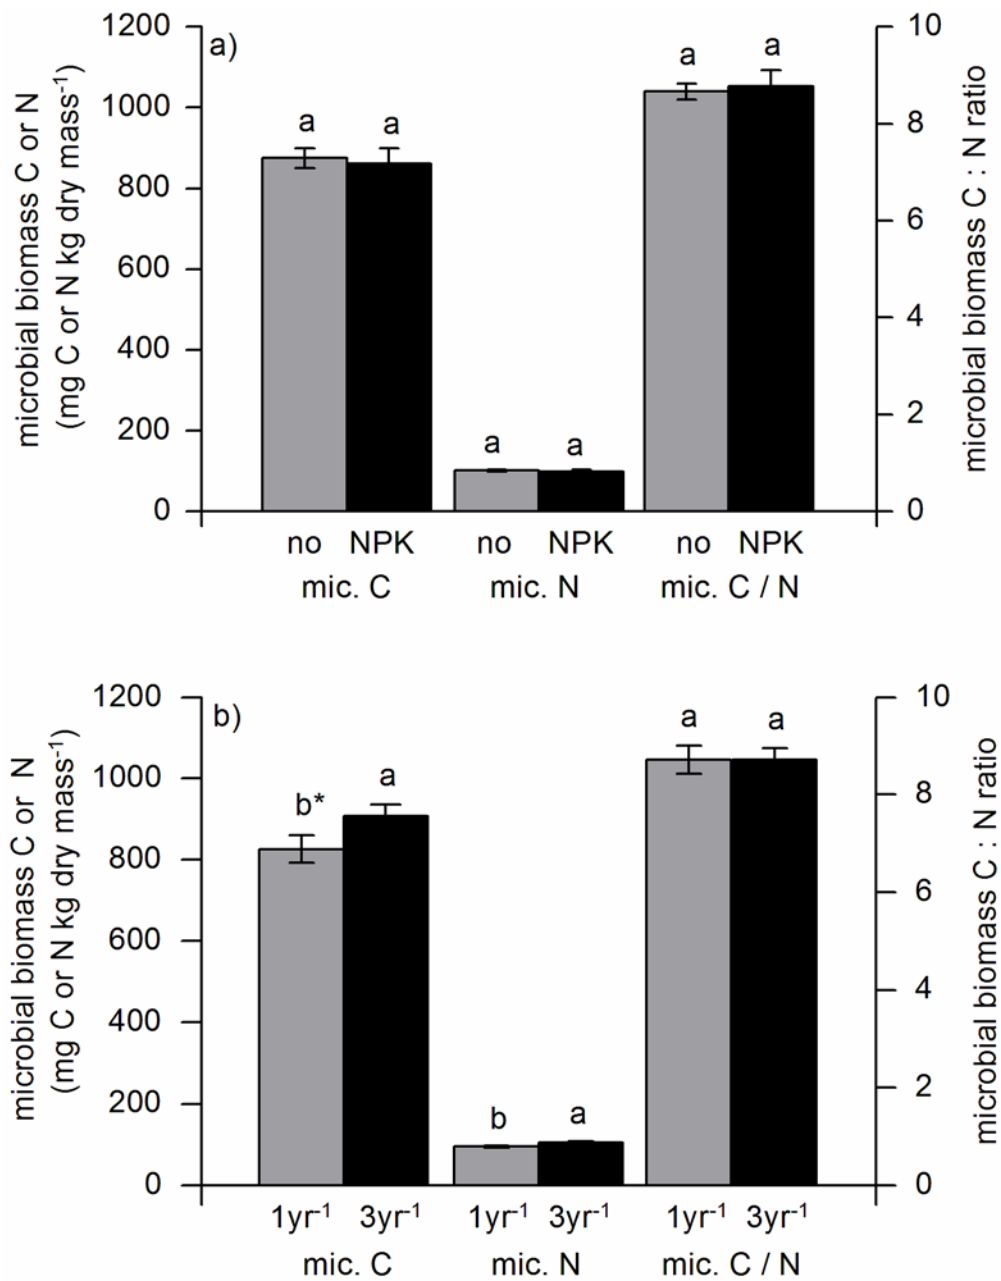 a)
microbial biomass C or N
(mg C or N kg dry mass-1)
1200
1000
800
600
400
200
0
a a a a a a
10
8
6
4
2
0
microbial biomass C : N ratio
no NPK no NPK no NPK
mic. C mic. N mic. C / N
b)
microbial biomass C or N
(mg C or N kg dry mass-1)
1200
1000
800
600
400
200
0
b* a b a a a
10
8
6
4
2
0
microbial biomass C : N ratio
1yr-1 3yr-1 1yr-1 3yr-1 1yr-1 3yr-1
mic. C mic. N mic. C / N